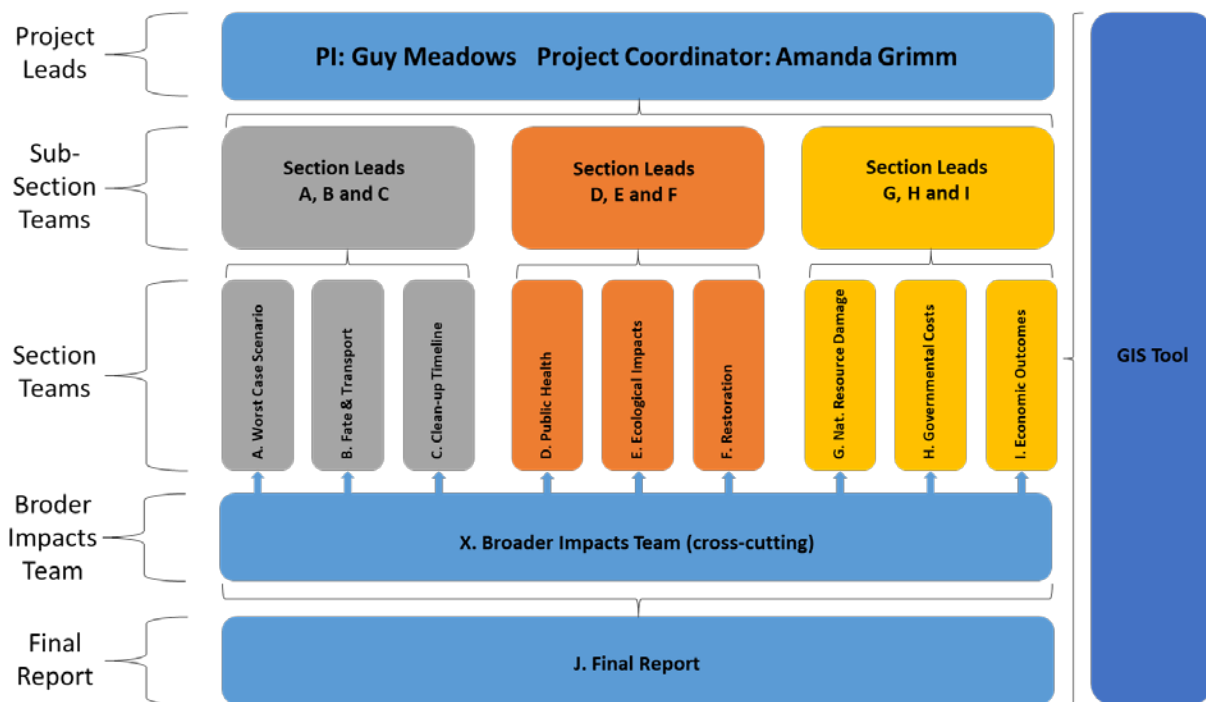 Project
Leads
PI: Guy Meadows Project Coordinator: Amanda Grimm
Sub-
Section
Teams
Section Leads
A, B and C
Section Leads
D, E and F
Section Leads
G, H and I
Section
Teams
A. Worst Case Scenario
B. Fate & Transport
C. Clean-up Timeline
D. Public Health
E. Ecological Impacts
F. Restoration
G. Nat. Resource Damage
H. Governmental Costs
I. Economic Outcomes
GIS Tool
Broder
Impacts
Team
X. Broader Impacts Team (cross-cutting)
Final
Report
J. Final Report